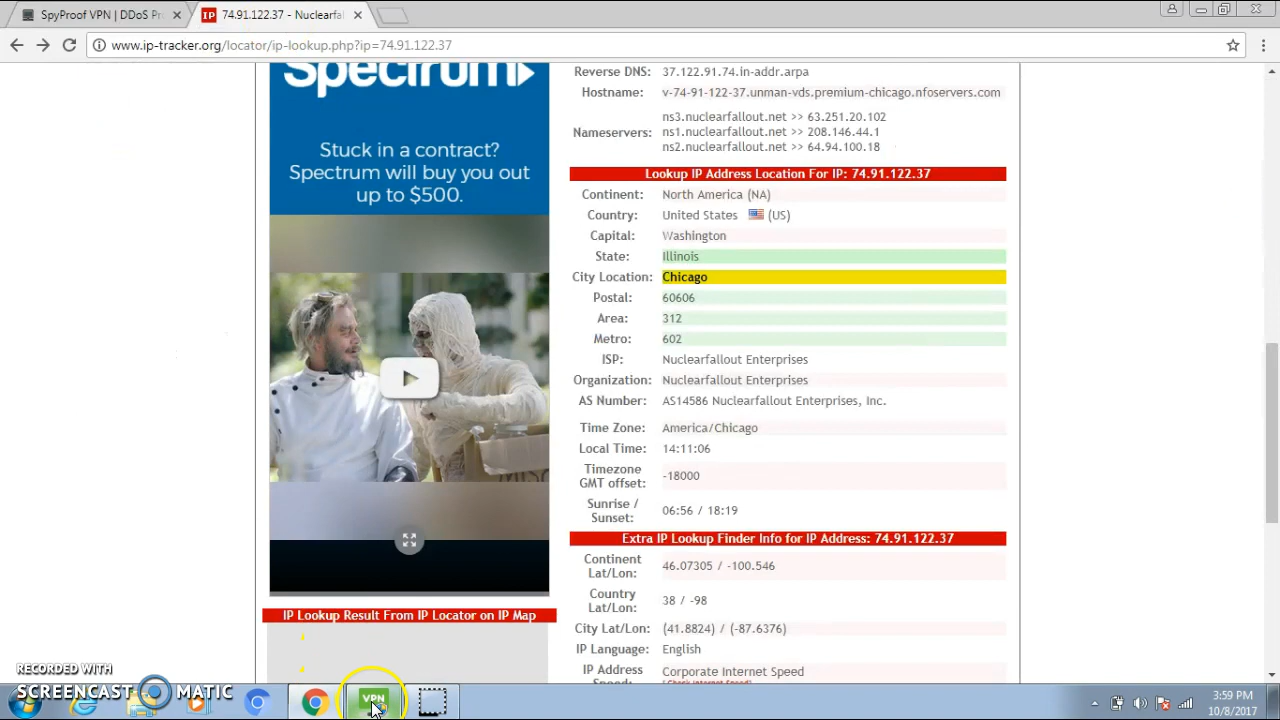 SpyProof VPN | DDoS Pr
74.91.122.37 - Nuclearfal
www.ip-tracker.org/locator/ip-lookup.php?ip=74.91.122.37
Spectrum
Stuck in a contract?
Spectrum will buy you out
up to $500.
IP Lookup Result From IP Locator on IP Map
Reverse DNS: 37.122.91.74.in-addr.arpa
Hostname: v-74-91-122-37.unman-vds.premium-chicago.nfoservers.com
Nameservers:
ns3.nuclearfallout.net >> 63.251.20.102
ns1.nuclearfallout.net >> 208.146.44.1
ns2.nuclearfallout.net >> 64.94.100.18
Lookup IP Address Location For IP: 74.91.122.37
Continent: North America (NA)
Country: United States (US)
Capital: Washington
State: Illinois
City Location: Chicago
Postal: 60606
Area: 312
Metro: 602
ISP: Nuclearfallout Enterprises
Organization: Nuclearfallout Enterprises
AS Number: AS14586 Nuclearfallout Enterprises, Inc.
Time Zone: America/Chicago
Local Time: 14:11:06
Timezone
GMT offset: -18000
Sunrise /
Sunset: 06:56 / 18:19
Extra IP Lookup Finder Info for IP Address: 74.91.122.37
Continent
Lat/Lon: 46.07305 / -100.546
Country
Lat/Lon: 38 / -98
City Lat/Lon: (41.8824) / (-87.6376)
IP Language: English
IP Address Corporate Internet Speed
RECORDED WITH
SCREENCAST MATIC
VPN
3:59 PM
10/8/2017